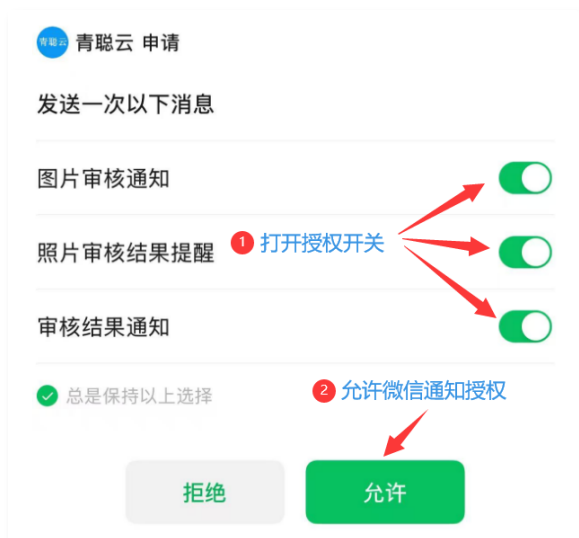 青聪云
青聪云 申请
发送一次以下消息
图片审核通知
照片审核结果提醒
1 打开授权开关
审核结果通知
总是保持以上选择
2 允许微信通知授权
拒绝
允许